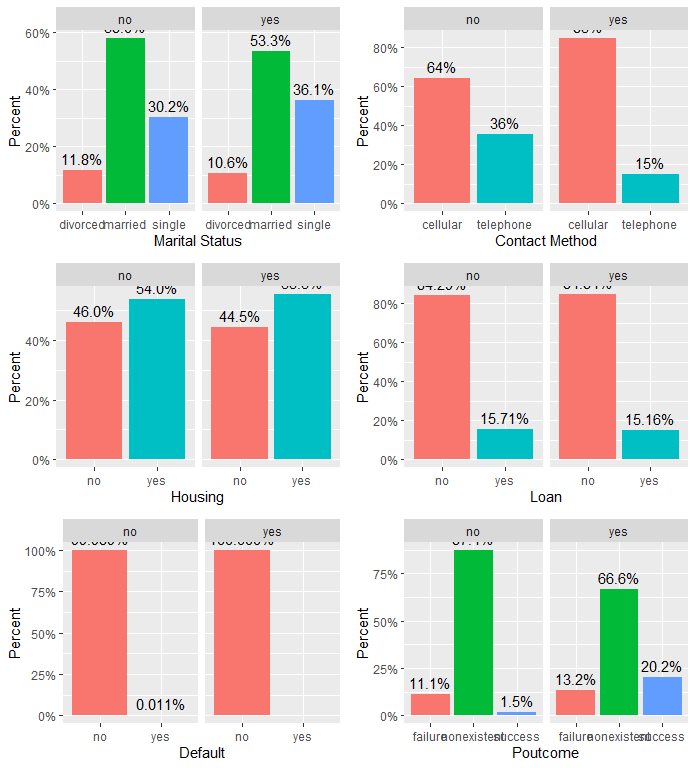 no yes
60%
53.3%
36.1%
40%
30.2%
20%
11.8%
10.6%
0%
divorced married single divorced married single
Marital Status
Percent
no yes
80%
64%
60%
40%
36%
20%
15%
0%
cellular telephone cellular telephone
Contact Method
Percent
no yes
54.0%
46.0% 44.5%
40%
20%
0%
no yes no yes
Housing
Percent
no yes
80%
60%
40%
20%
15.71% 15.16%
0%
no yes no yes
Loan
Percent
no yes
100%
75%
50%
25%
0.011%
0%
no yes no yes
Default
Percent
no yes
75%
66.6%
50%
25%
20.2%
11.1% 13.2%
1.5%
0%
failure nonexistent success failure nonexistent success
Poutcome
Percent